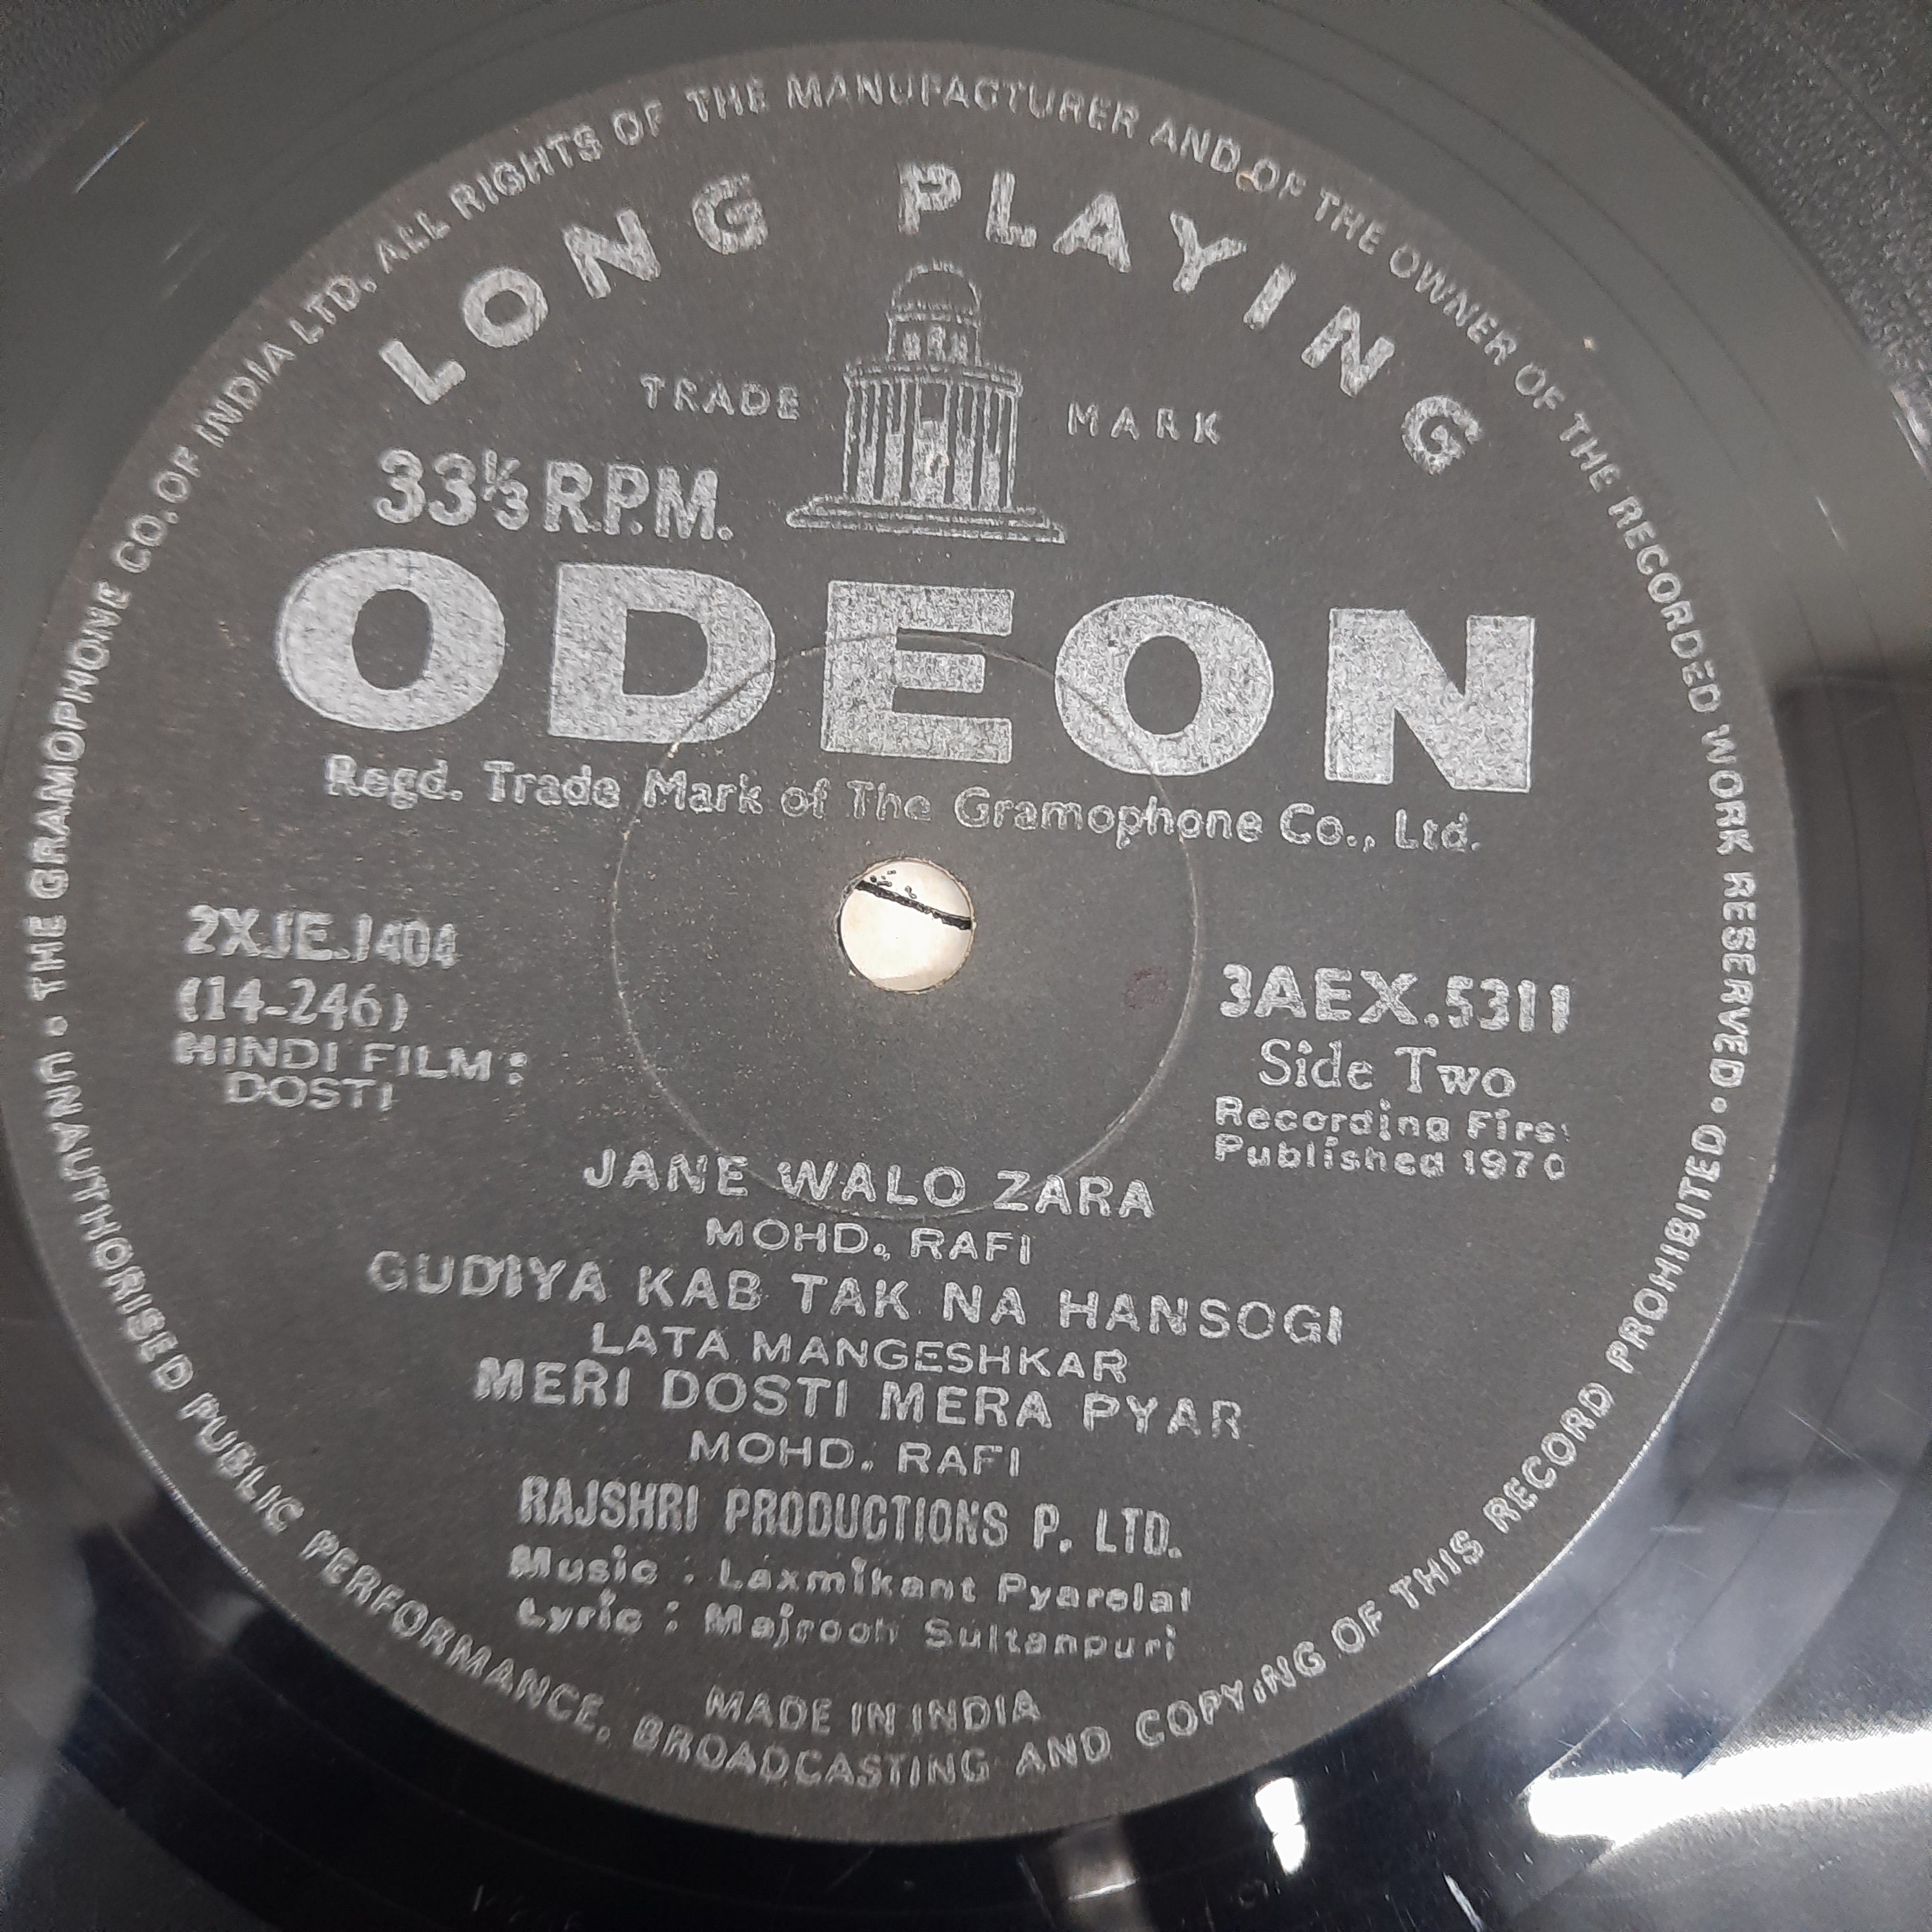 THE GRAMOPHONE CO. OF INDIA LTD. ALL RIGHTS OF THE MANUFACTURER AND OF THE OWNER OF THE RECORDED WORK RESERVED • UNAUTHORISED PUBLIC PERFORMANCE, BROADCASTING AND COPYING OF THIS RECORD PROHIBITED •
LONG PLAYING
TRADE MARK
33⅓ R.P.M.
ODEON
Regd. Trade Mark of The Gramophone Co., Ltd.
2XJE.1404
(14-246)
HINDI FILM :
DOSTI
3AEX.5311
Side Two
Recording First
Published 1970
JANE WALO ZARA
MOHD. RAFI
GUDIYA KAB TAK NA HANSOGI
LATA MANGESHKAR
MERI DOSTI MERA PYAR
MOHD. RAFI
RAJSHRI PRODUCTIONS P. LTD.
Music : Laxmikant Pyarelal
Lyric : Majrooh Sultanpuri
MADE IN INDIA